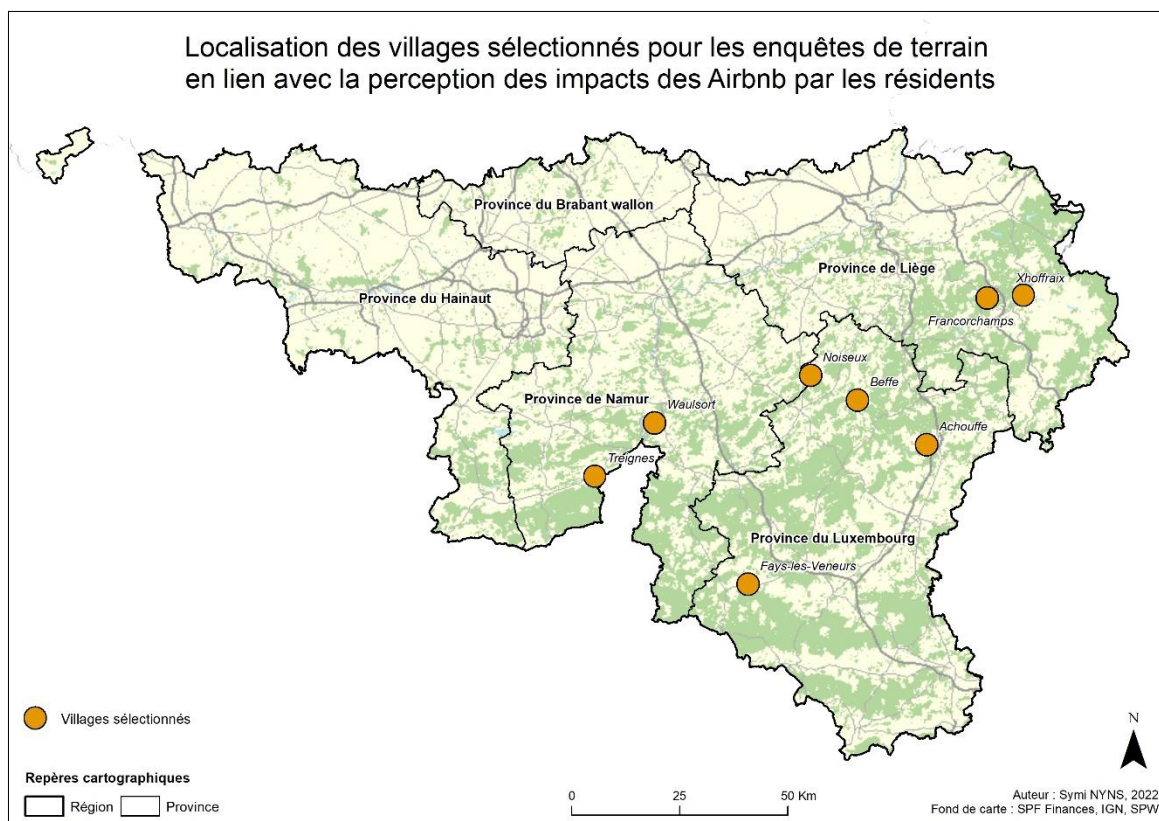 Localisation des villages sélectionnés pour les enquêtes de terrain
en lien avec la perception des impacts des Airbnb par les résidents
Province du Brabant wallon
Province de Liège
Xhoffraix
Province du Hainaut
Francorchamps
Noiseux
Beffe
Province de Namur
Waulsort
Achouffe
Treignes
Province du Luxembourg
Fays-les-Veneurs
Villages sélectionnés
N
Repères cartographiques
Région
Province
0 25 50 Km
Auteur : Symi NYNS, 2022
Fond de carte : SPF Finances, IGN, SPW